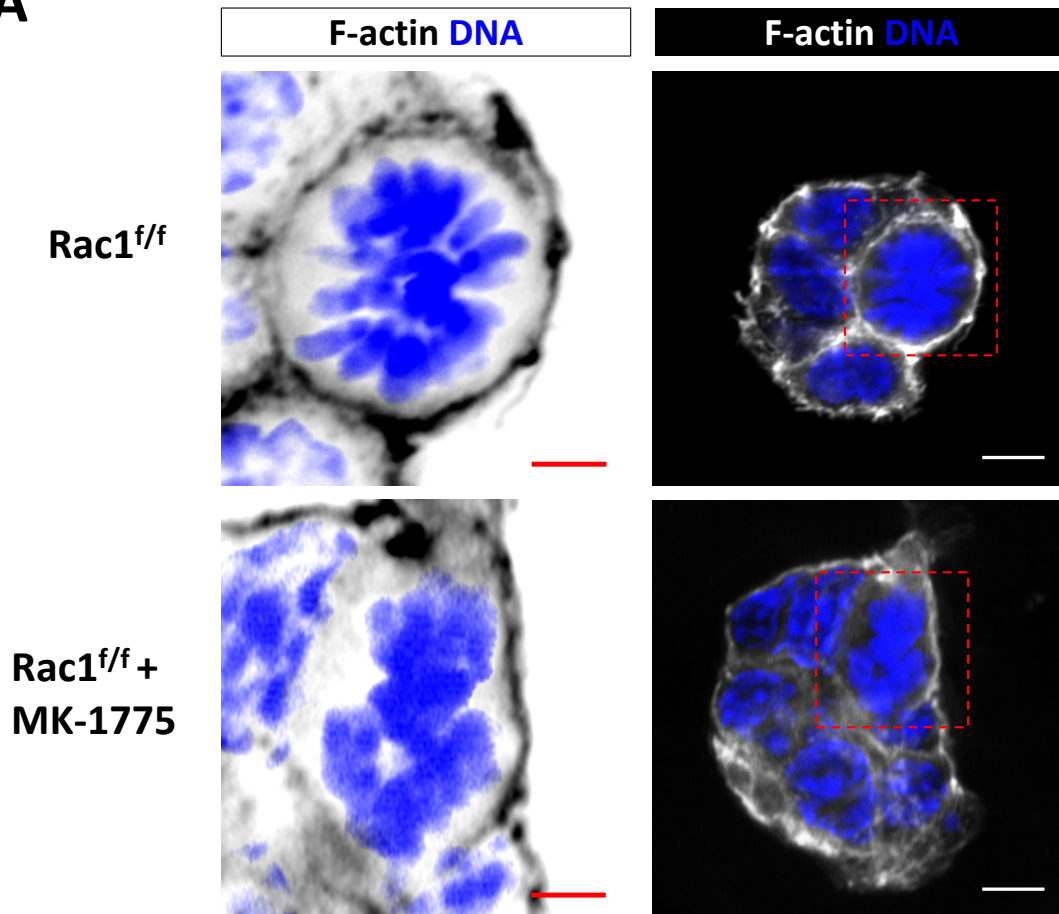 A
F-actin DNA
F-actin DNA
Rac1f/f
Rac1f/f +
MK-1775